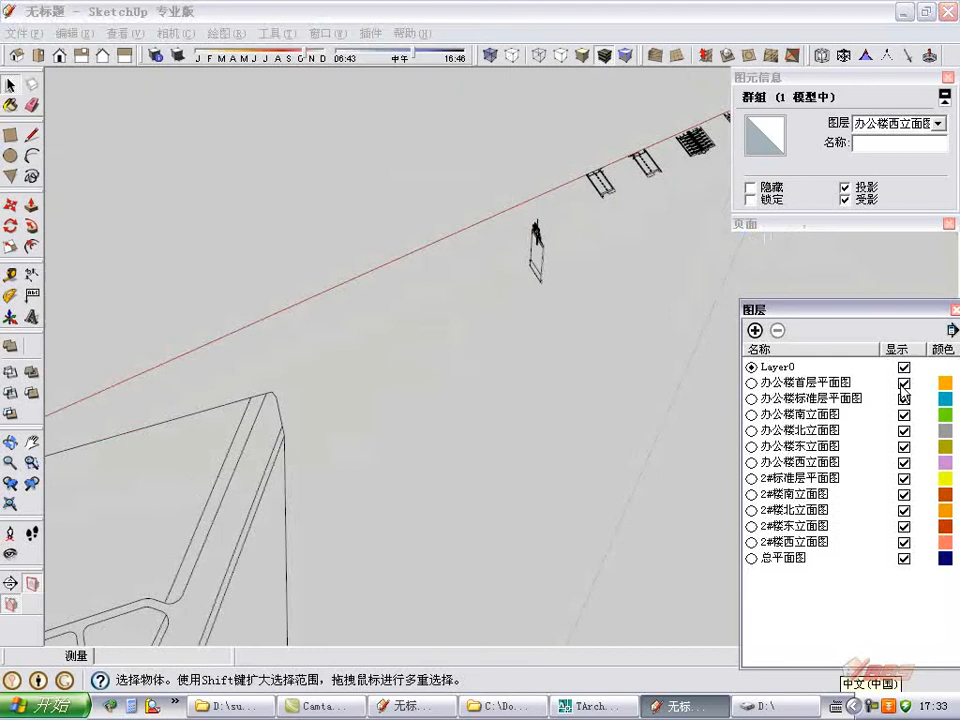 无标题 - SketchUp 专业版
文件(F) 编辑(E) 查看(V) 相机(C) 绘图(R) 工具(T) 窗口(W) 插件 帮助(H)
J F M A M J J A S O N D 06:43 中午 16:46
图元信息
群组 (1 模型中)
图层 办公楼西立面图
名称:
隐藏 投影
锁定 受影
页面
图层
名称 显示 颜色
Layer0
办公楼首层平面图
办公楼标准层平面图
办公楼南立面图
办公楼北立面图
办公楼东立面图
办公楼西立面图
2#标准层平面图
2#楼南立面图
2#楼北立面图
2#楼东立面图
2#楼西立面图
总平面图
测量
选择物体。使用Shift键扩大选择范围，拖拽鼠标进行多重选择。
中文(中国)
开始 D:\su... Camta... 无标... C:\Do... TArch... 无标... D:\ 17:33